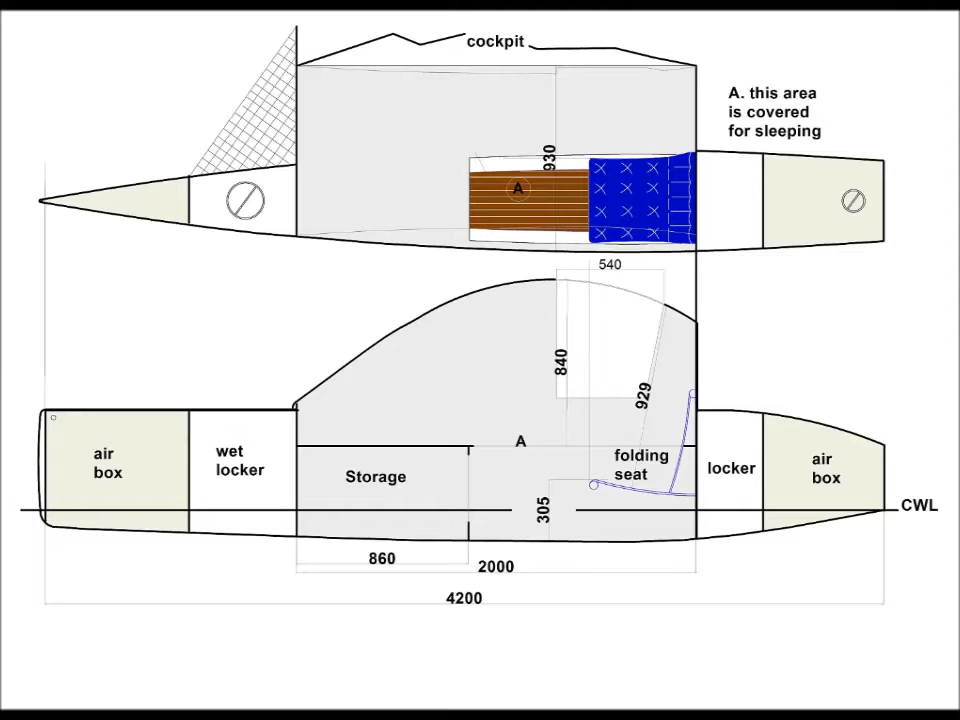 cockpit
A. this area
is covered
for sleeping
930
A
540
840
929
A
air
box
wet
locker
Storage
folding
seat
locker
air
box
305
CWL
860
2000
4200